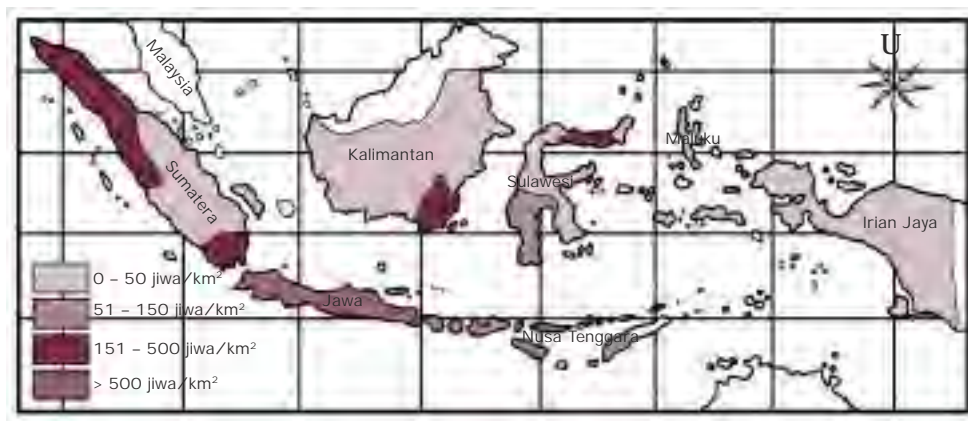 U
Malaysia
Maluku
Kalimantan
Sulawesi
Sumatera
Irian Jaya
0 – 50 jiwa/km²
51 – 150 jiwa/km²
Jawa
Nusa Tenggara
151 – 500 jiwa/km²
> 500 jiwa/km²